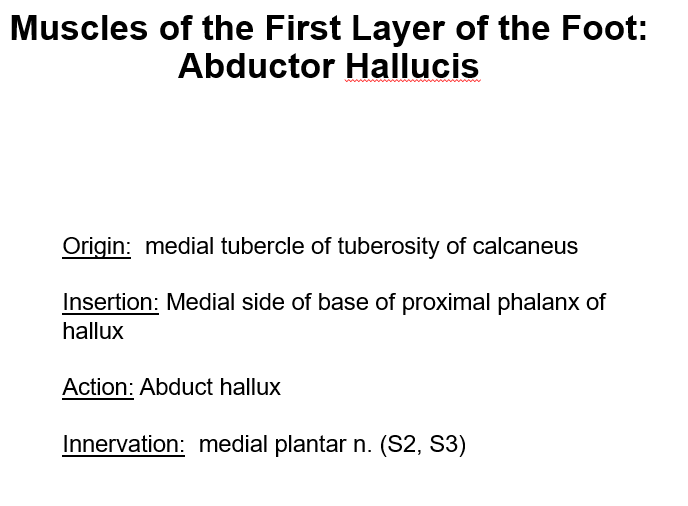 Muscles of the First Layer of the Foot:
Abductor Hallucis
Origin:  medial tubercle of tuberosity of calcaneus
Insertion: Medial side of base of proximal phalanx of
hallux
Action: Abduct hallux
Innervation:  medial plantar n. (S2, S3)